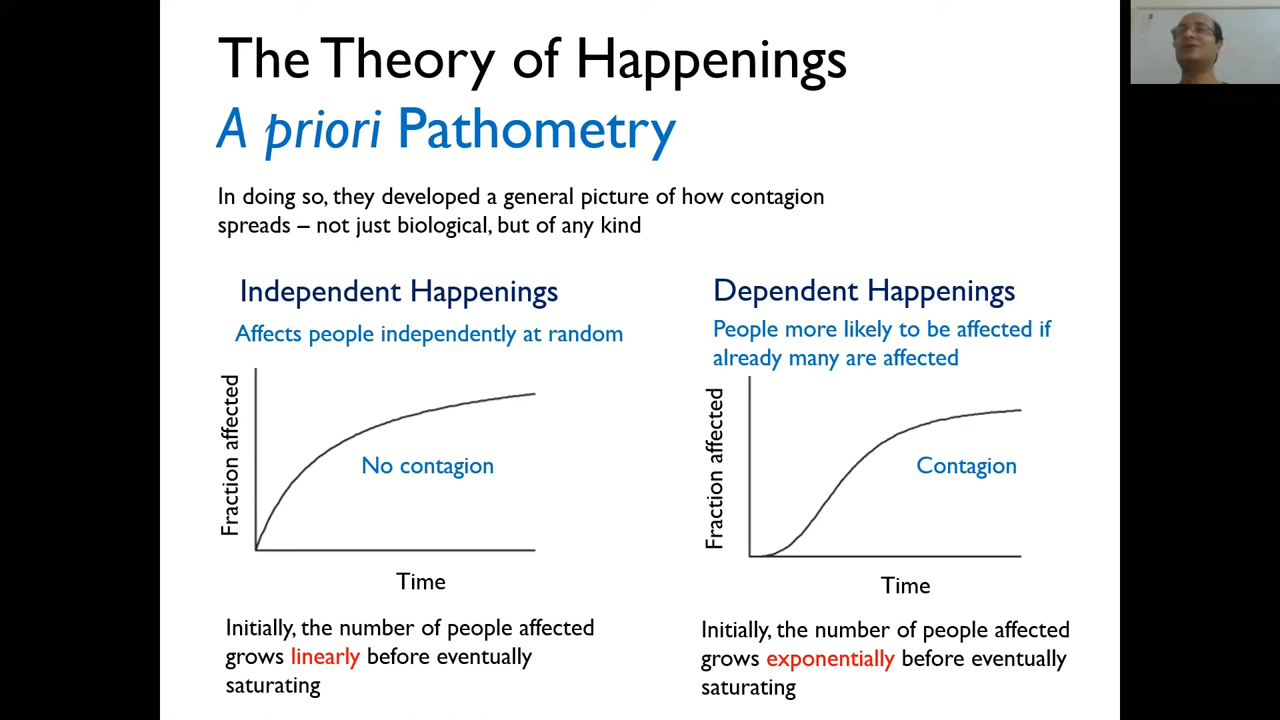 The Theory of Happenings
A priori Pathometry
In doing so, they developed a general picture of how contagion
spreads – not just biological, but of any kind
Independent Happenings
Affects people independently at random
Fraction affected
No contagion
Time
Initially, the number of people affected
grows linearly before eventually
saturating
Dependent Happenings
People more likely to be affected if
already many are affected
Fraction affected
Contagion
Time
Initially, the number of people affected
grows exponentially before eventually
saturating